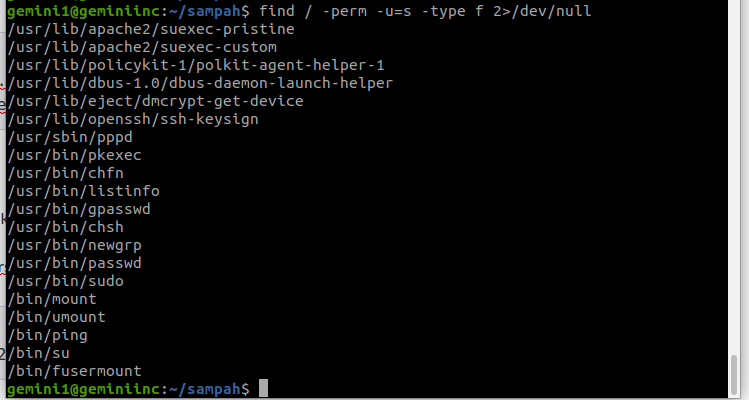 gemini1@geminiinc:~/sampah$ find / -perm -u=s -type f 2>/dev/null
/usr/lib/apache2/suexec-pristine
/usr/lib/apache2/suexec-custom
/usr/lib/policykit-1/polkit-agent-helper-1
/usr/lib/dbus-1.0/dbus-daemon-launch-helper
/usr/lib/eject/dmcrypt-get-device
/usr/lib/openssh/ssh-keysign
/usr/sbin/pppd
/usr/bin/pkexec
/usr/bin/chfn
/usr/bin/listinfo
/usr/bin/gpasswd
/usr/bin/chsh
/usr/bin/newgrp
/usr/bin/passwd
/usr/bin/sudo
/bin/mount
/bin/umount
/bin/ping
/bin/su
/bin/fusermount
gemini1@geminiinc:~/sampah$